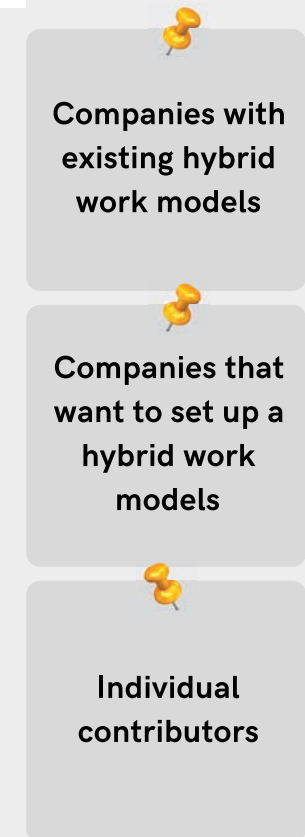 Companies with
existing hybrid
work models
Companies that
want to set up a
hybrid work
models
Individual
contributors